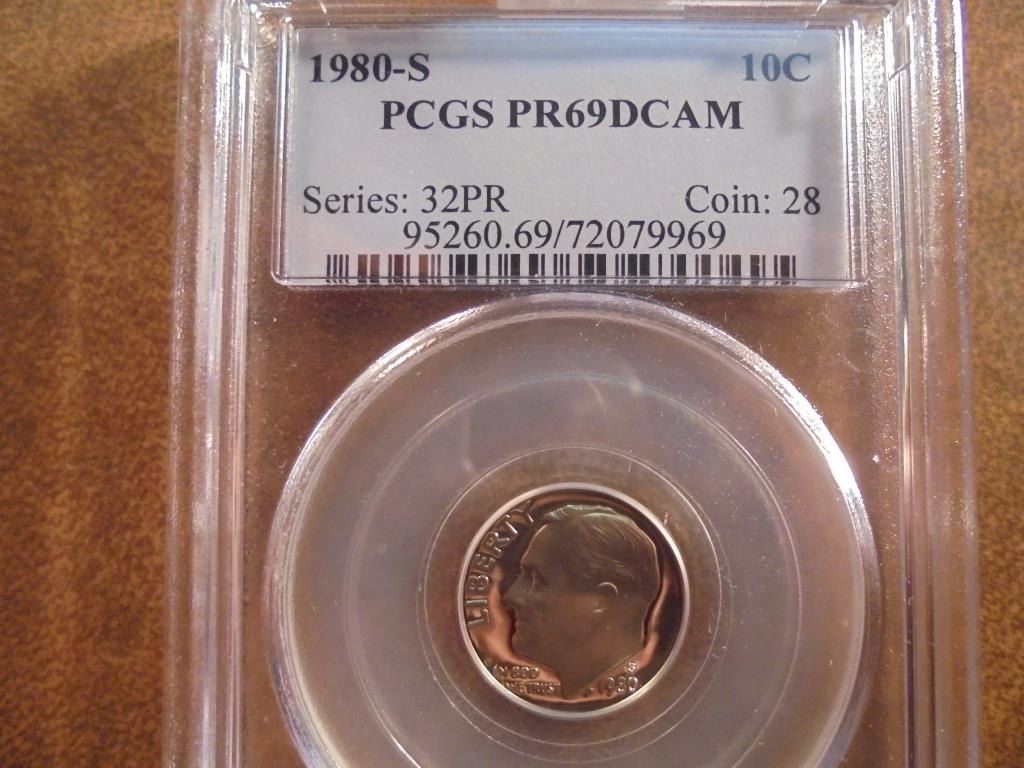 1980-S 10C
PCGS PR69DCAM
Series: 32PR Coin: 28
95260.69/72079969
LIBERTY
IN GOD
WE TRUST
S
1980